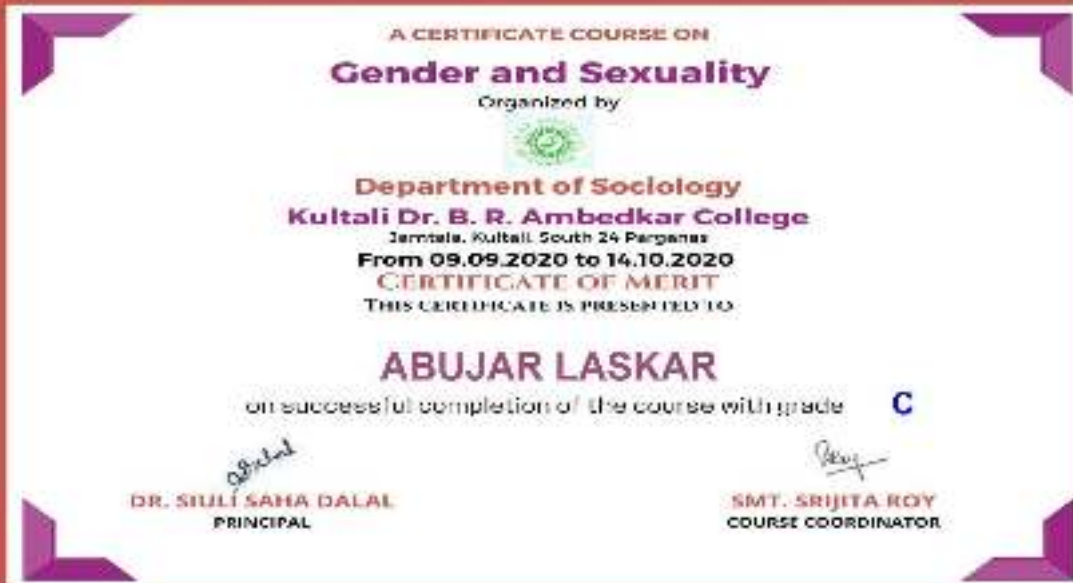 A CERTIFICATE COURSE ON
Gender and Sexuality
Organized by
Department of Sociology
Kultali Dr. B. R. Ambedkar College
Jamtala, Kultali, South 24 Parganas
From 09.09.2020 to 14.10.2020
CERTIFICATE OF MERIT
THIS CERTIFICATE IS PRESENTED TO
ABUJAR LASKAR
on successful completion of the course with grade C
DR. SIULI SAHA DALAL
PRINCIPAL
SMT. SRIJITA ROY
COURSE COORDINATOR